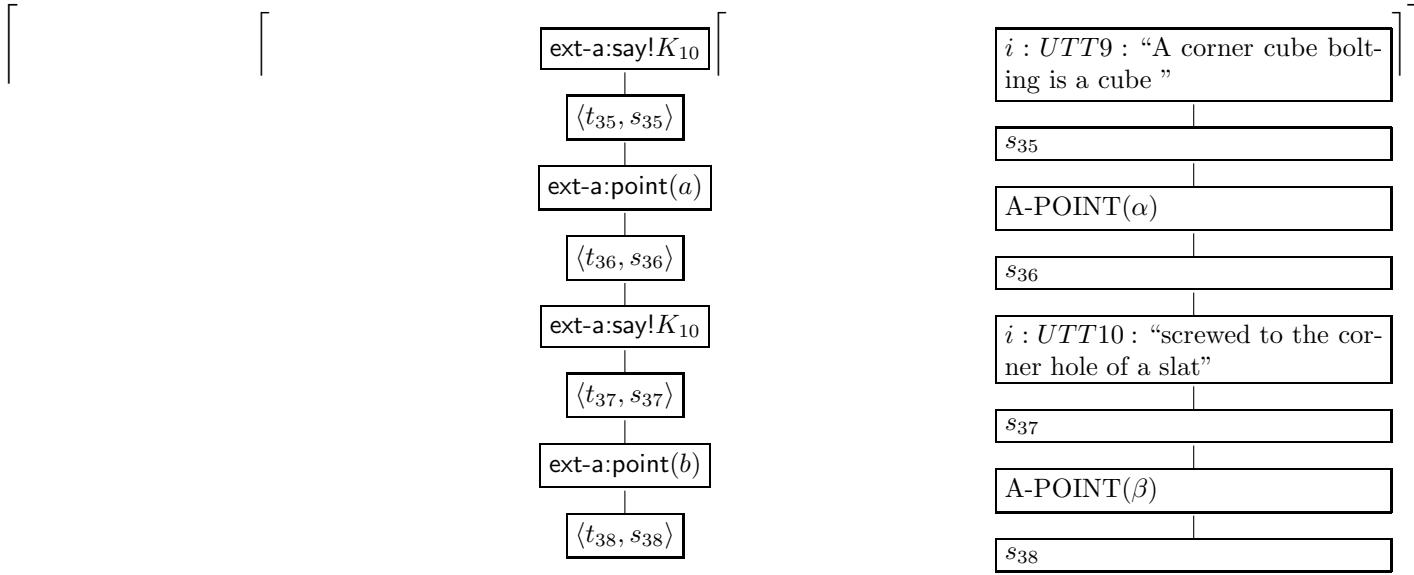 ext-a:say!K₁₀
⟨t₃₅, s₃₅⟩
ext-a:point(a)
⟨t₃₆, s₃₆⟩
ext-a:say!K₁₀
⟨t₃₇, s₃₇⟩
ext-a:point(b)
⟨t₃₈, s₃₈⟩
i : UTT9 : “A corner cube bolt-
ing is a cube ”
s₃₅
A-POINT(α)
s₃₆
i : UTT10 : “screwed to the cor-
ner hole of a slat”
s₃₇
A-POINT(β)
s₃₈